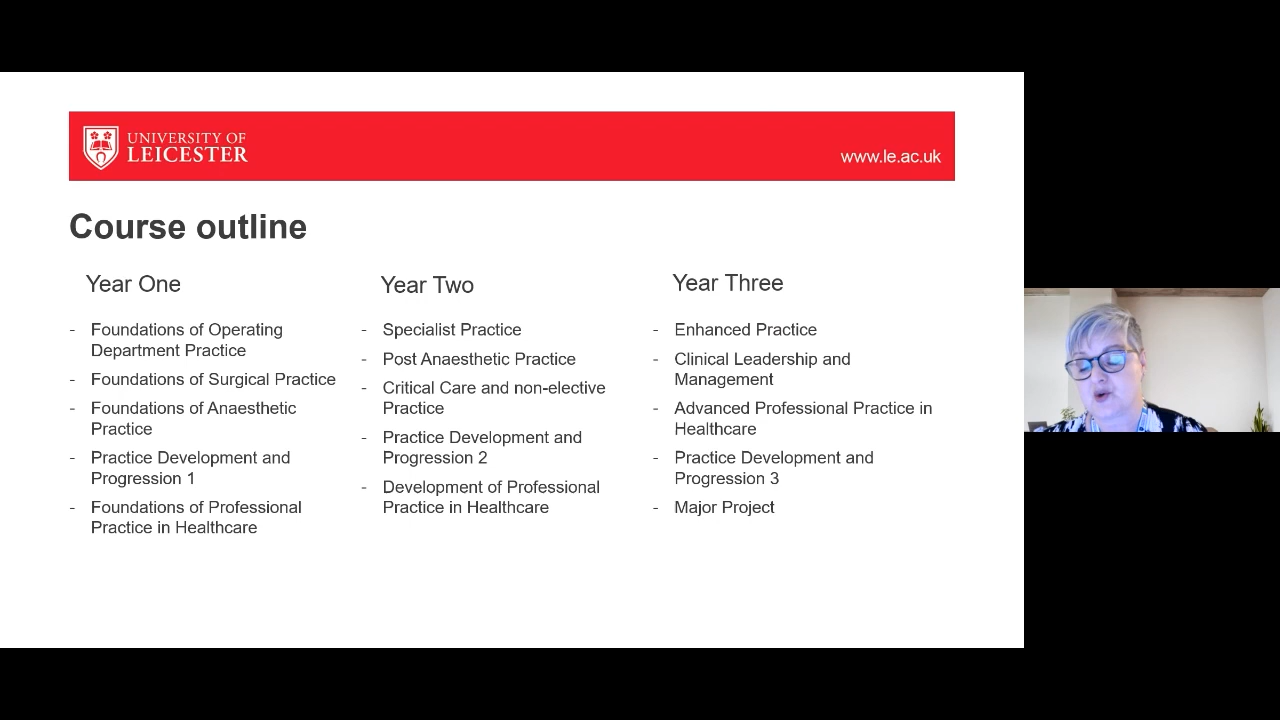 UNIVERSITY OF
LEICESTER
www.le.ac.uk
Course outline
Year One
- Foundations of Operating
Department Practice
- Foundations of Surgical Practice
- Foundations of Anaesthetic
Practice
- Practice Development and
Progression 1
- Foundations of Professional
Practice in Healthcare
Year Two
- Specialist Practice
- Post Anaesthetic Practice
- Critical Care and non-elective
Practice
- Practice Development and
Progression 2
- Development of Professional
Practice in Healthcare
Year Three
- Enhanced Practice
- Clinical Leadership and
Management
- Advanced Professional Practice in
Healthcare
- Practice Development and
Progression 3
- Major Project